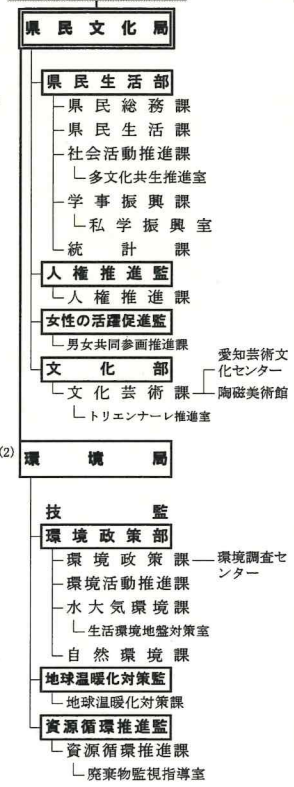 県民文化局
県民生活部
県民総務課
県民生活課
社会活動推進課
多文化共生推進室
学事振興課
私学振興室
統計課
人権推進監
人権推進課
女性の活躍促進監
男女共同参画推進課
文化部
愛知芸術文
化センター
文化芸術課
陶磁美術館
トリエンナーレ推進室
(2)
環境局
技監
環境政策部
環境政策課
環境調査セ
ンター
環境活動推進課
水大気環境課
生活環境地盤対策室
自然環境課
地球温暖化対策監
地球温暖化対策課
資源循環推進監
資源循環推進課
廃棄物監視指導室